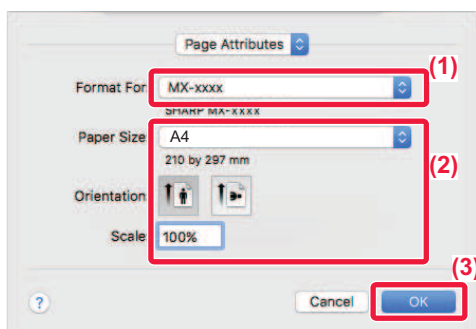 Page Attributes
(1)
Format For: MX-xxxx
SHARP MX-xxxx
Paper Size: A4
210 by 297 mm
(2)
Orientation:
Scale: 100%
(3)
? Cancel OK